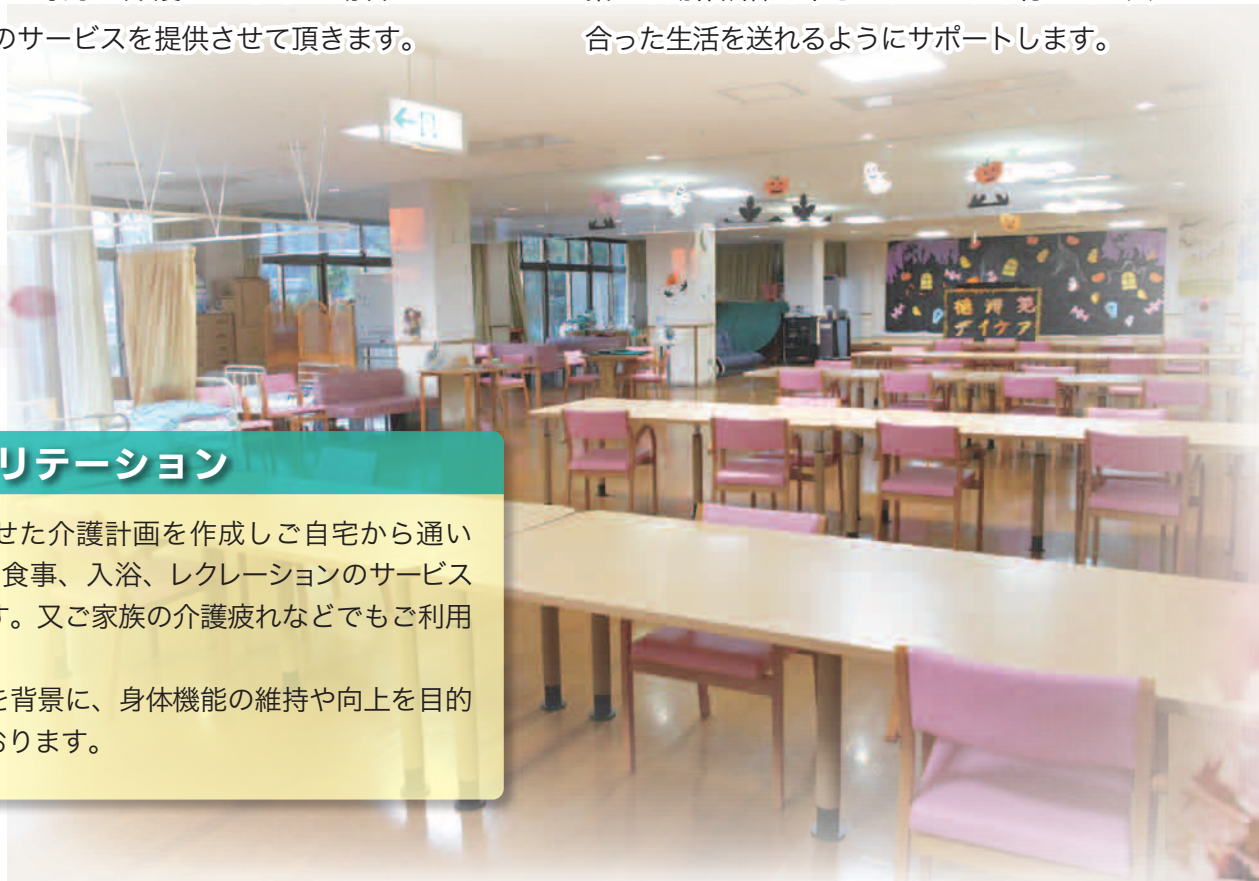 のサービスを提供させて頂きます。
合った生活を送れるようにサポートします。
デイケア
リテーション
せた介護計画を作成しご自宅から通い
食事、入浴、レクレーションのサービス
す。又ご家族の介護疲れなどでもご利用
を背景に、身体機能の維持や向上を目的
おります。